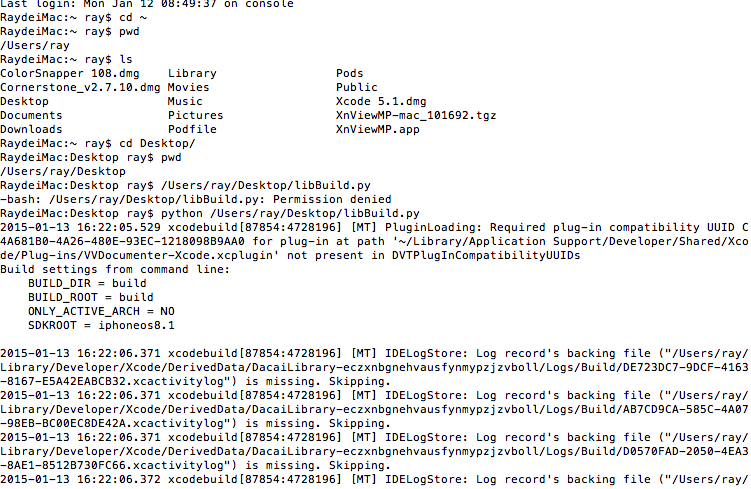 Last login: Mon Jan 12 08:49:37 on console
RaydeiMac:~ ray$ cd ~
RaydeiMac:~ ray$ pwd
/Users/ray
RaydeiMac:~ ray$ ls
ColorSnapper 108.dmg Library Pods
Cornerstone_v2.7.10.dmg Movies Public
Desktop Music Xcode 5.1.dmg
Documents Pictures XnViewMP-mac_101692.tgz
Downloads Podfile XnViewMP.app
RaydeiMac:~ ray$ cd Desktop/
RaydeiMac:Desktop ray$ pwd
/Users/ray/Desktop
RaydeiMac:Desktop ray$ /Users/ray/Desktop/libBuild.py
-bash: /Users/ray/Desktop/libBuild.py: Permission denied
RaydeiMac:Desktop ray$ python /Users/ray/Desktop/libBuild.py
2015-01-13 16:22:05.529 xcodebuild[87854:4728196] [MT] PluginLoading: Required plug-in compatibility UUID C
4A681B0-4A26-480E-93EC-1218098B9AA0 for plug-in at path '~/Library/Application Support/Developer/Shared/Xco
de/Plug-ins/VVDocumenter-Xcode.xcplugin' not present in DVTPlugInCompatibilityUUIDs
Build settings from command line:
BUILD_DIR = build
BUILD_ROOT = build
ONLY_ACTIVE_ARCH = NO
SDKROOT = iphoneos8.1
2015-01-13 16:22:06.371 xcodebuild[87854:4728196] [MT] IDELogStore: Log record's backing file ("/Users/ray/
Library/Developer/Xcode/DerivedData/DacaiLibrary-eczxnbgnehvausfynmypzjzvboll/Logs/Build/DE723DC7-9DCF-4163
-8167-E5A42EABCB32.xcactivitylog") is missing. Skipping.
2015-01-13 16:22:06.371 xcodebuild[87854:4728196] [MT] IDELogStore: Log record's backing file ("/Users/ray/
Library/Developer/Xcode/DerivedData/DacaiLibrary-eczxnbgnehvausfynmypzjzvboll/Logs/Build/AB7CD9CA-585C-4A07
-98EB-BC00EC8DE42A.xcactivitylog") is missing. Skipping.
2015-01-13 16:22:06.371 xcodebuild[87854:4728196] [MT] IDELogStore: Log record's backing file ("/Users/ray/
Library/Developer/Xcode/DerivedData/DacaiLibrary-eczxnbgnehvausfynmypzjzvboll/Logs/Build/D0570FAD-2050-4EA3
-8AE1-8512B730FC66.xcactivitylog") is missing. Skipping.
2015-01-13 16:22:06.372 xcodebuild[87854:4728196] [MT] IDELogStore: Log record's backing file ("/Users/ray/